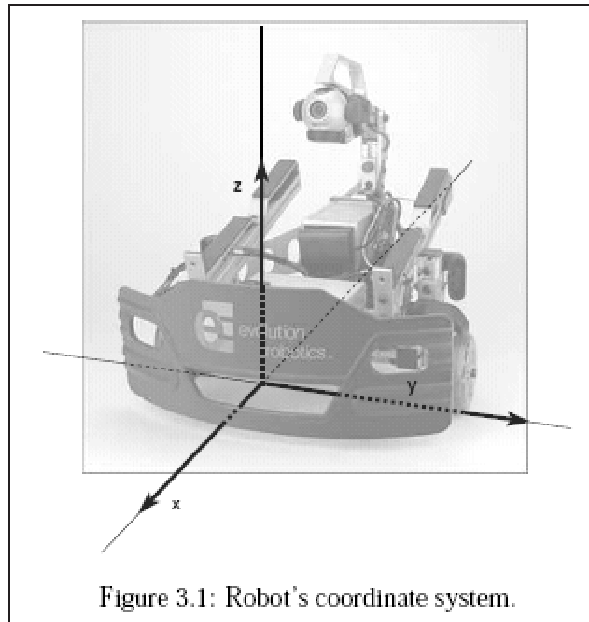 z
evolution
robotics.
y
x
Figure 3.1: Robot's coordinate system.